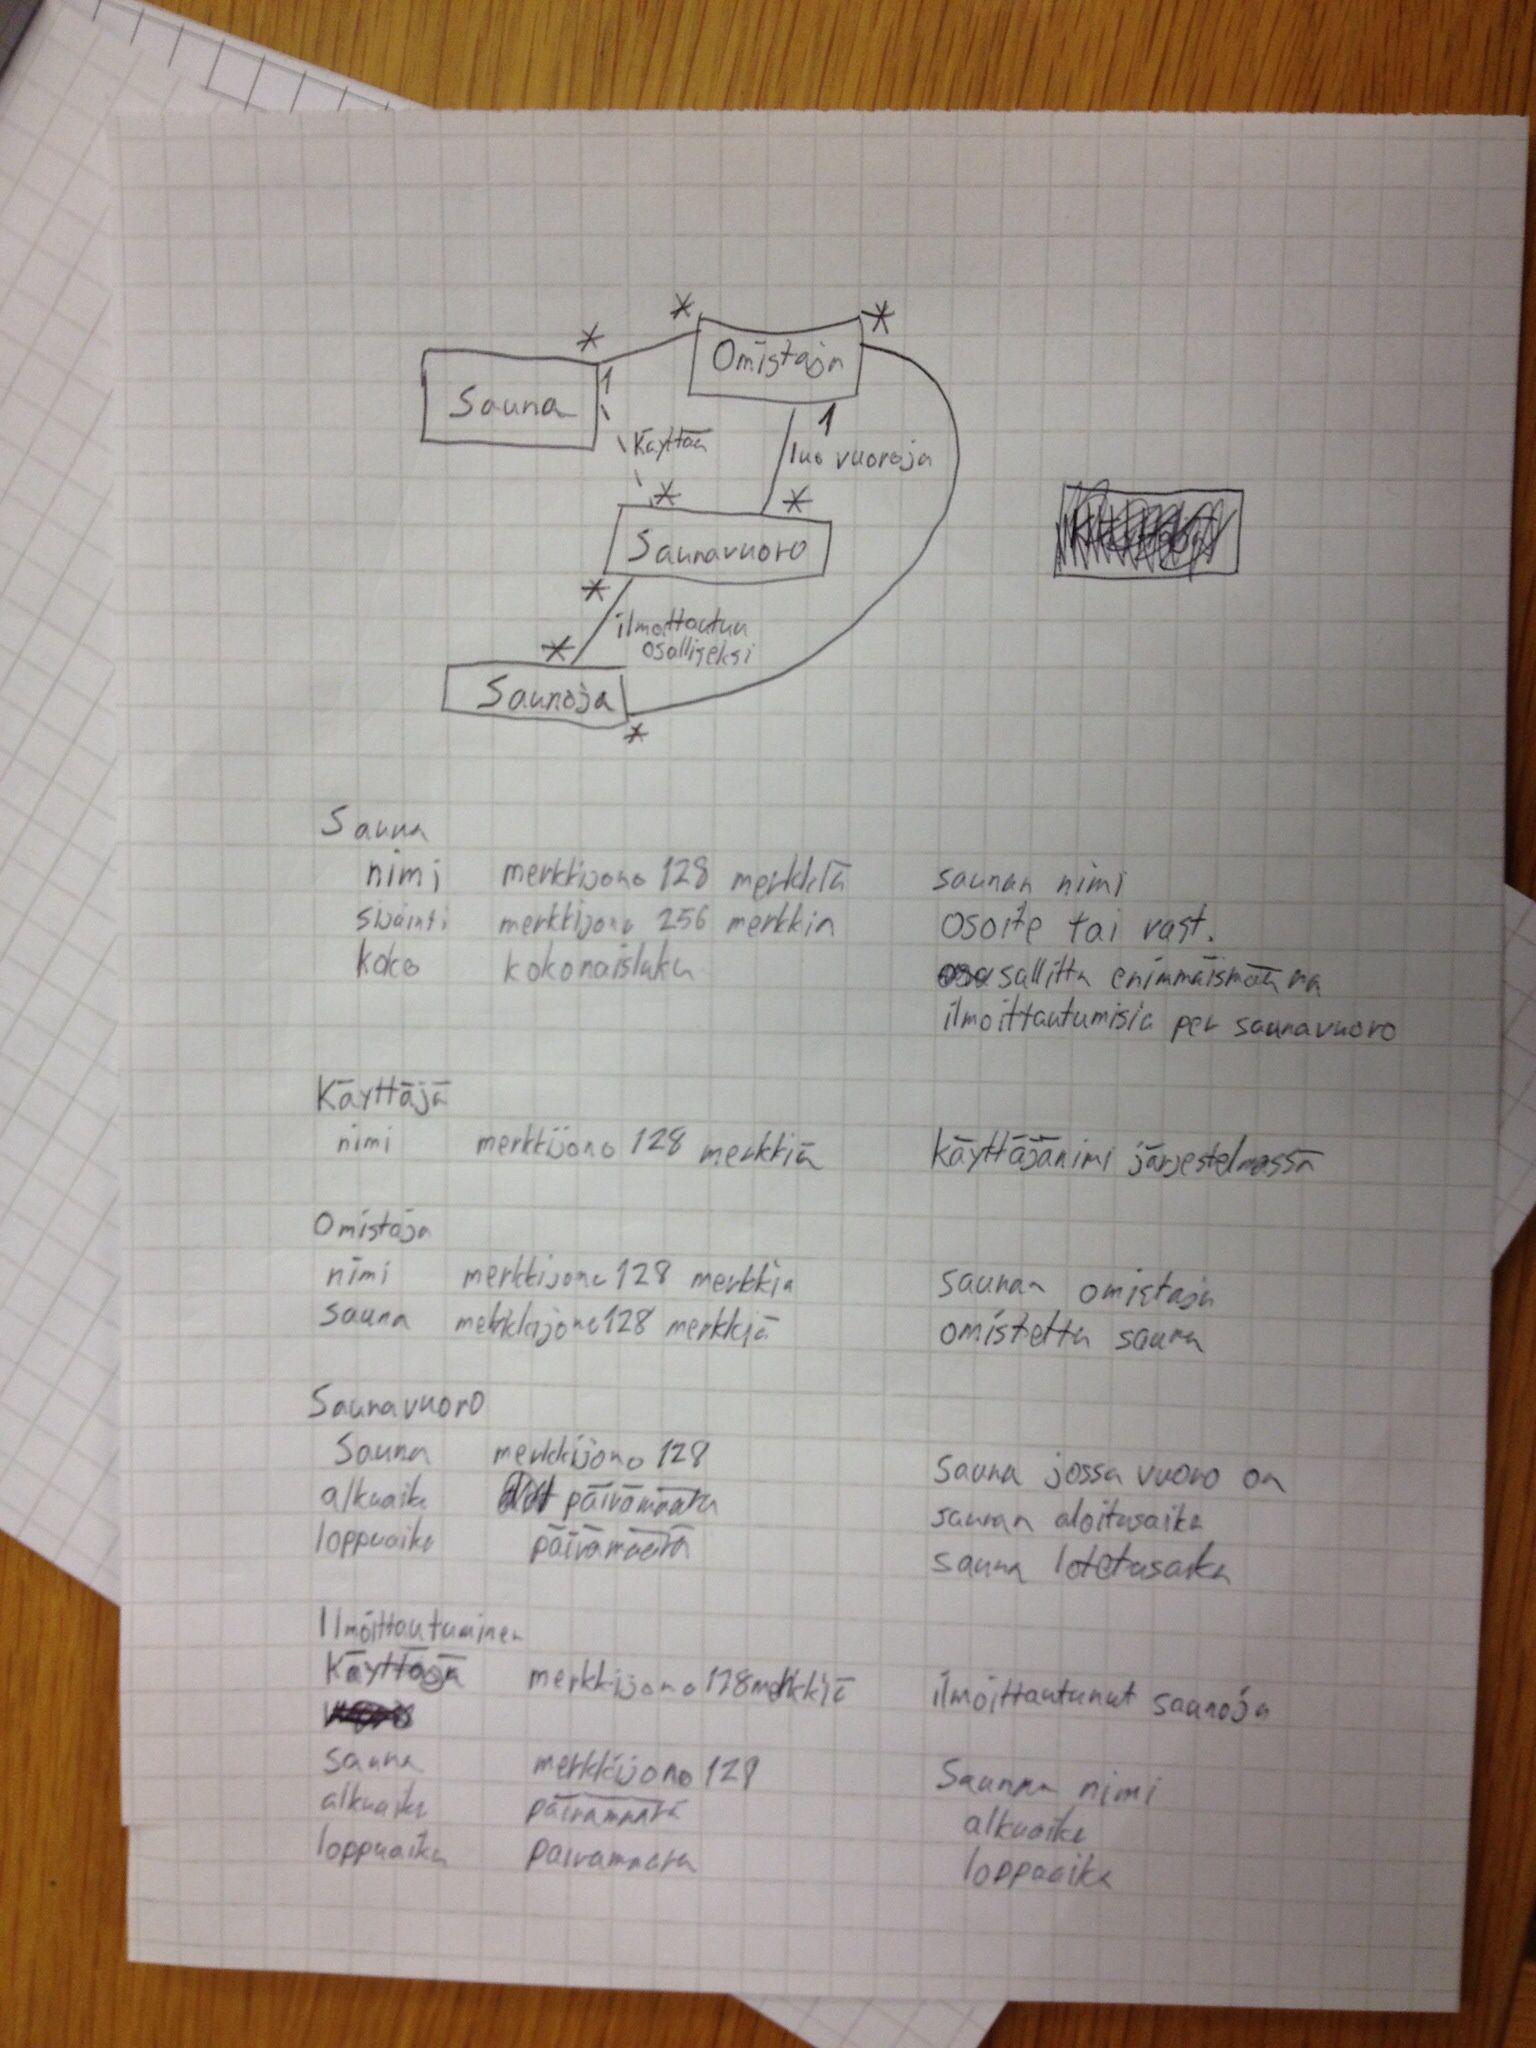 * *
* Omistaja
Sauna 1
käyttää 1
luo vuoroja
* *
Saunavuoro
*
ilmoittautuu
* osalliseksi
Saunoja
*
Sauna
nimi merkkijono 128 merkkiä saunan nimi
sijainti merkkijono 256 merkkiä osoite tai vast.
koko kokonaisluku sallittu enimmäismäärä
ilmoittautumisia per saunavuoro
Käyttäjä
nimi merkkijono 128 merkkiä käyttäjänimi järjestelmässä
Omistaja
nimi merkkijono 128 merkkiä saunan omistaja
sauna merkkijono 128 merkkiä omistettu sauna
Saunavuoro
Sauna merkkijono 128 Sauna jossa vuoro on
alkuaika päivämäärä saunan aloitusaika
loppuaika päivämäärä sauna lotetusaika
Ilmoittautuminen
Käyttäjä merkkijono 128 merkkiä ilmoittautunut saunoja
sauna merkkijono 128 Saunan nimi
alkuaika päivämäärä alkuaika
loppuaika päivämäärä loppuaika